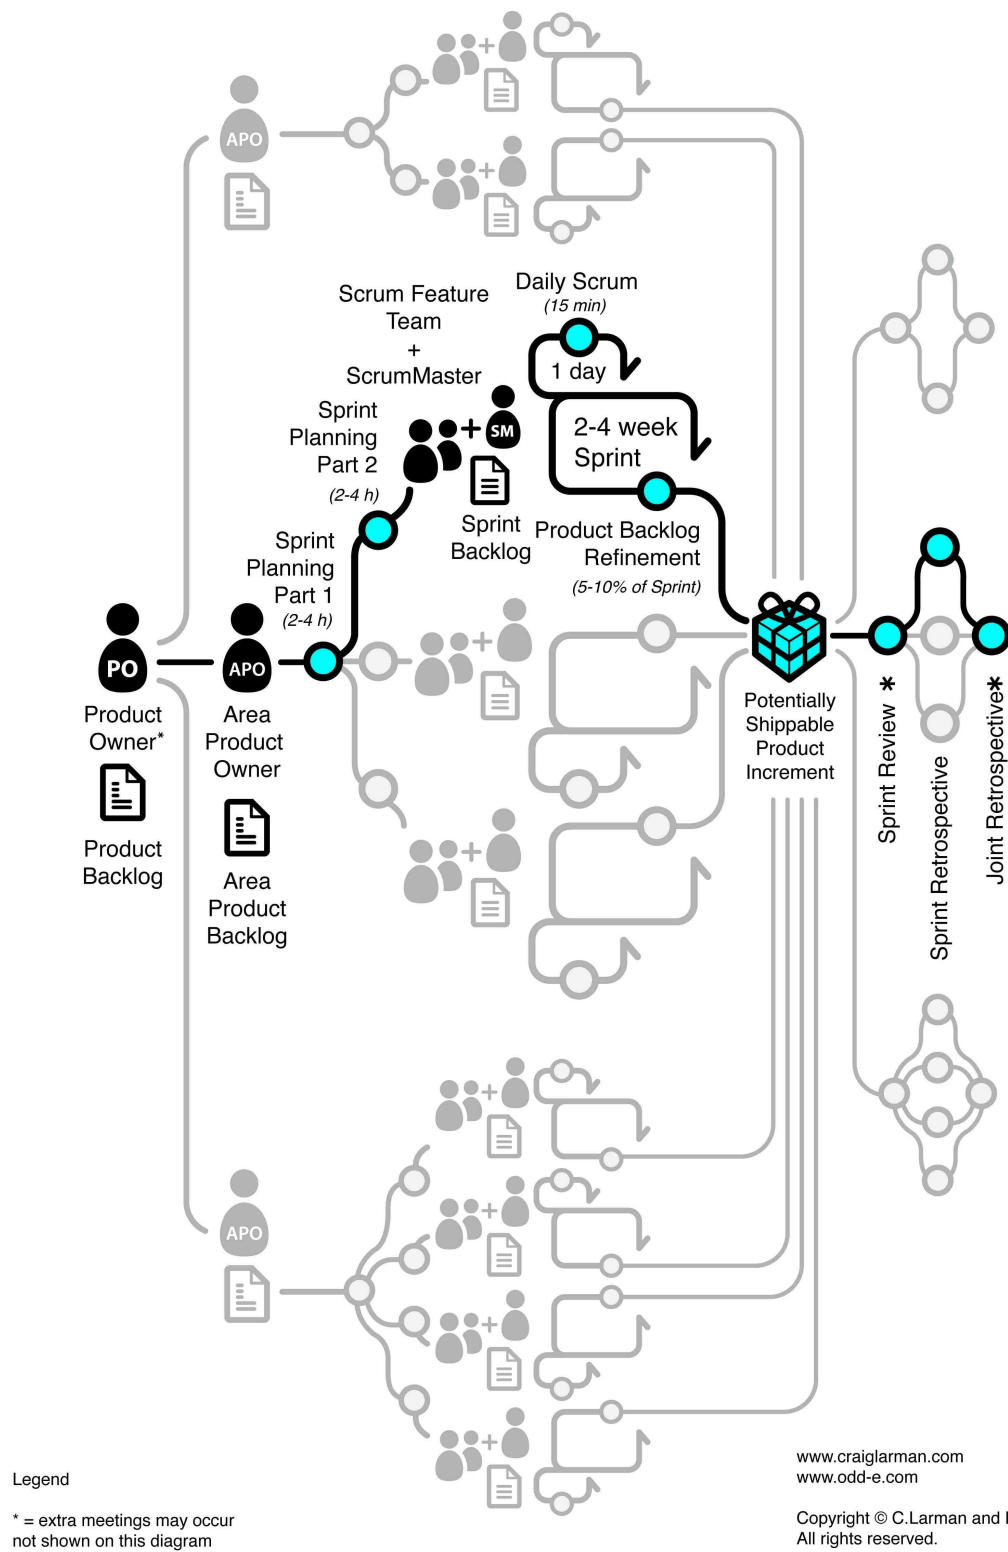 APO
Scrum Feature
Team
+
ScrumMaster
Daily Scrum
(15 min)
1 day
2-4 week
Sprint
Sprint
Planning
Part 2
(2-4 h)
SM
Sprint
Backlog
Product Backlog
Refinement
(5-10% of Sprint)
Sprint
Planning
Part 1
(2-4 h)
PO
Product
Owner*
Product
Backlog
APO
Area
Product
Owner
Area
Product
Backlog
Potentially
Shippable
Product
Increment
Sprint Review *
Sprint Retrospective
Joint Retrospective*
APO
Legend
* = extra meetings may occur
not shown on this diagram
www.craiglarman.com
www.odd-e.com
Copyright © C.Larman and
All rights reserved.